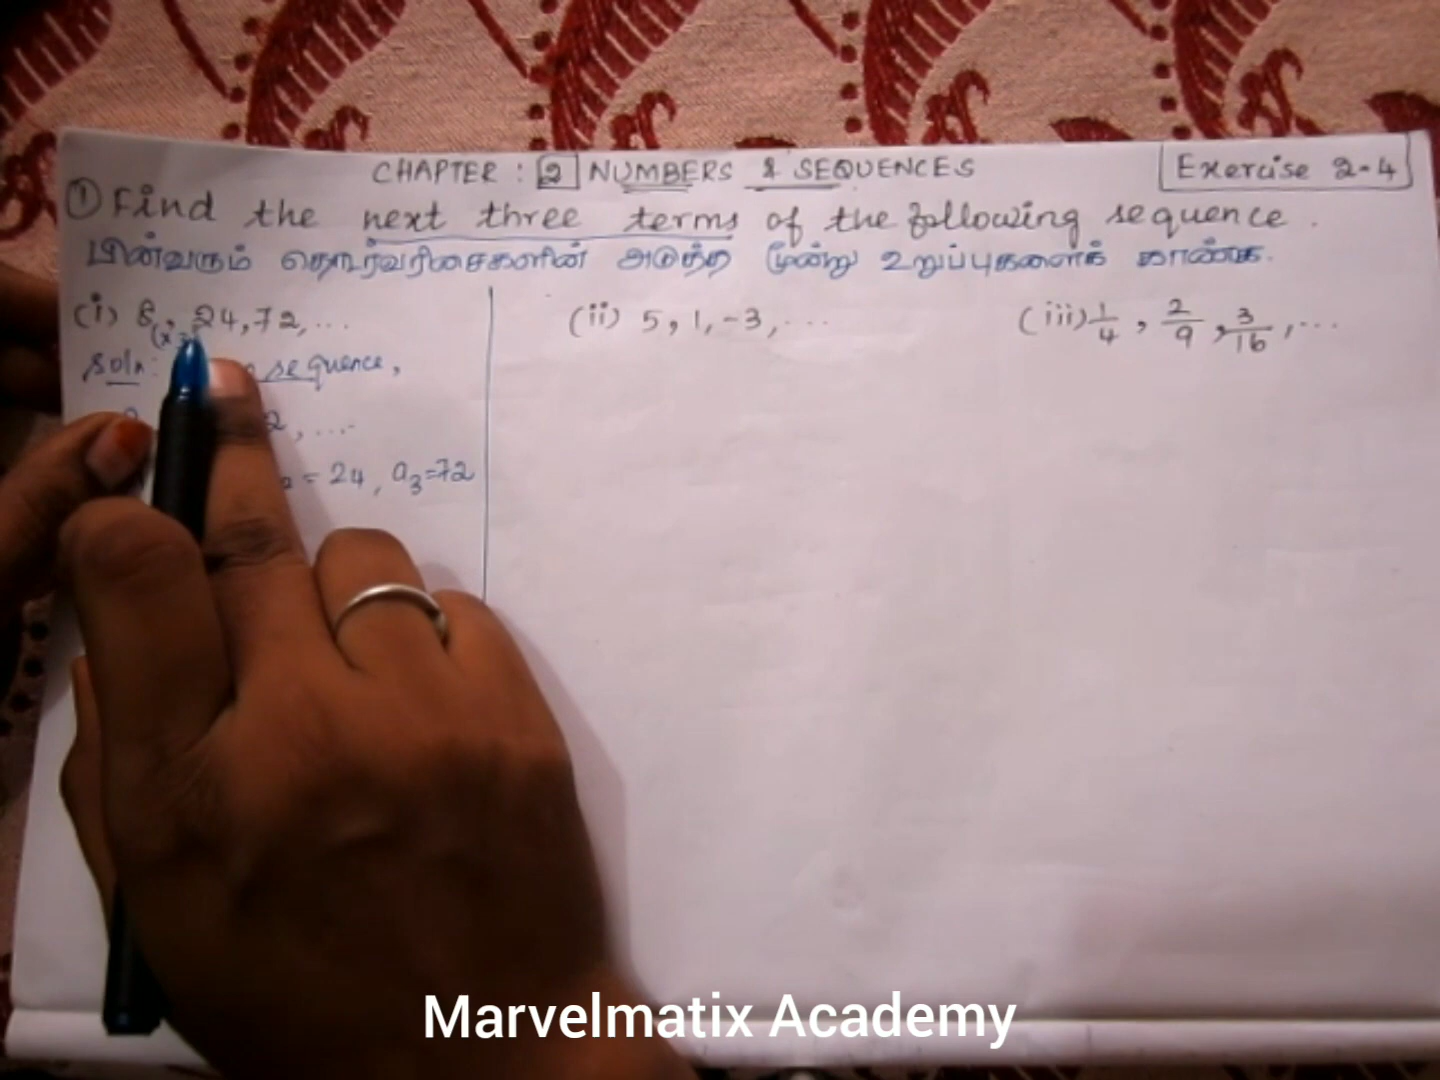 CHAPTER : 2 NUMBERS & SEQUENCES
Exercise 2.4
① Find the next three terms of the following sequence.
பின்வரும் தொடர்வரிசைகளின் அடுத்த மூன்று உறுப்புகளைக் காண்க.
(i) 8, 24, 72, ...
(ii) 5, 1, -3, ...
(iii) 1/4, 2/9, 3/16, ...
Soln: sequence,
2, ...
= 24, a₃=72
Marvelmatix Academy